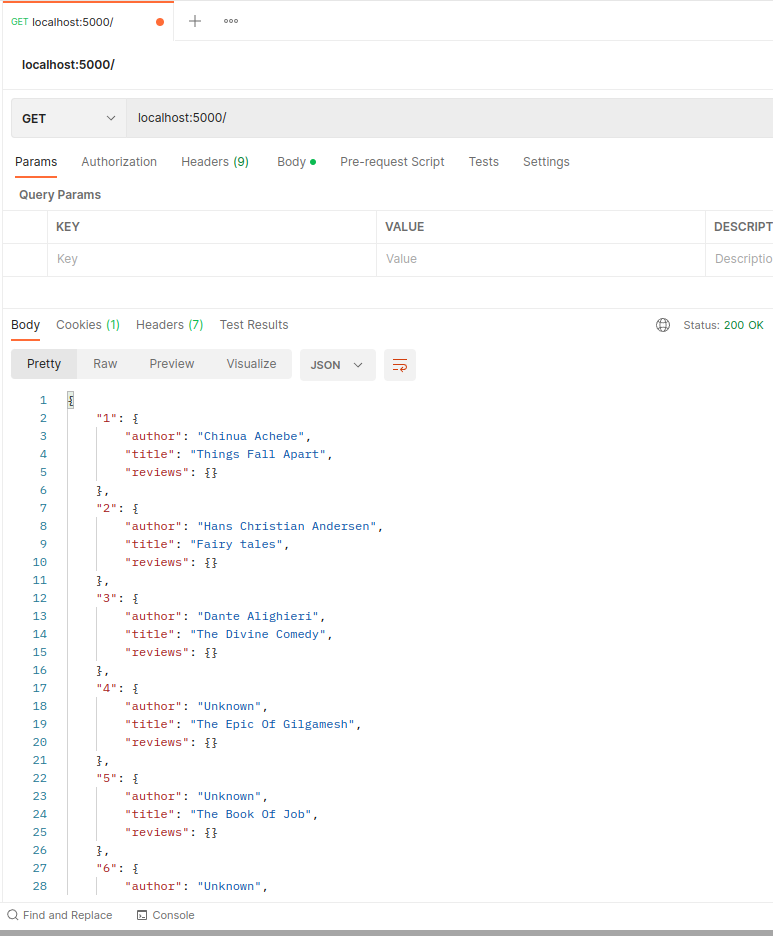 GET localhost:5000/
localhost:5000/
GET localhost:5000/
Params Authorization Headers (9) Body Pre-request Script Tests Settings
Query Params
KEY VALUE DESCRIPT
Key Value Descriptio
Body Cookies (1) Headers (7) Test Results Status: 200 OK
Pretty Raw Preview Visualize JSON
1 {
2 "1": {
3 "author": "Chinua Achebe",
4 "title": "Things Fall Apart",
5 "reviews": {}
6 },
7 "2": {
8 "author": "Hans Christian Andersen",
9 "title": "Fairy tales",
10 "reviews": {}
11 },
12 "3": {
13 "author": "Dante Alighieri",
14 "title": "The Divine Comedy",
15 "reviews": {}
16 },
17 "4": {
18 "author": "Unknown",
19 "title": "The Epic Of Gilgamesh",
20 "reviews": {}
21 },
22 "5": {
23 "author": "Unknown",
24 "title": "The Book Of Job",
25 "reviews": {}
26 },
27 "6": {
28 "author": "Unknown",
Find and Replace Console